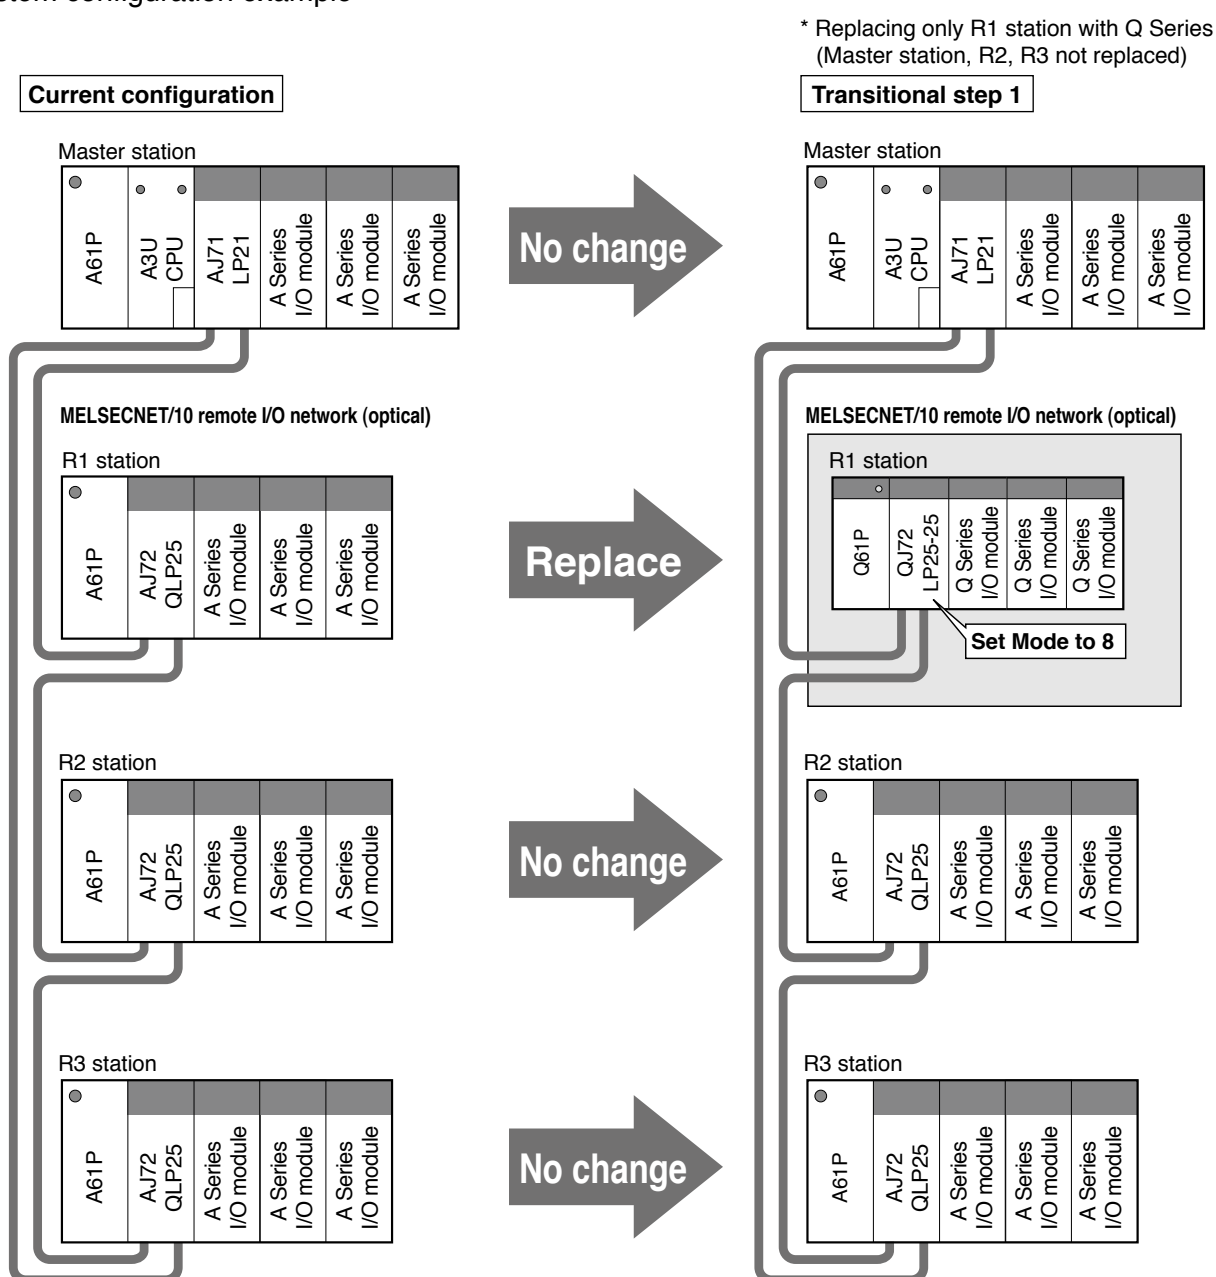 stem configuration example
* Replacing only R1 station with Q Series
(Master station, R2, R3 not replaced)
Current configuration
Transitional step 1
Master station
A61P
A3U
CPU
AJ71
LP21
A Series
I/O module
A Series
I/O module
A Series
I/O module
No change
Master station
A61P
A3U
CPU
AJ71
LP21
A Series
I/O module
A Series
I/O module
A Series
I/O module
MELSECNET/10 remote I/O network (optical)
R1 station
A61P
AJ72
QLP25
A Series
I/O module
A Series
I/O module
A Series
I/O module
Replace
MELSECNET/10 remote I/O network (optical)
R1 station
Q61P
QJ72
LP25-25
Q Series
I/O module
Q Series
I/O module
Q Series
I/O module
Set Mode to 8
R2 station
A61P
AJ72
QLP25
A Series
I/O module
A Series
I/O module
A Series
I/O module
No change
R2 station
A61P
AJ72
QLP25
A Series
I/O module
A Series
I/O module
A Series
I/O module
R3 station
A61P
AJ72
QLP25
A Series
I/O module
A Series
I/O module
A Series
I/O module
No change
R3 station
A61P
AJ72
QLP25
A Series
I/O module
A Series
I/O module
A Series
I/O module